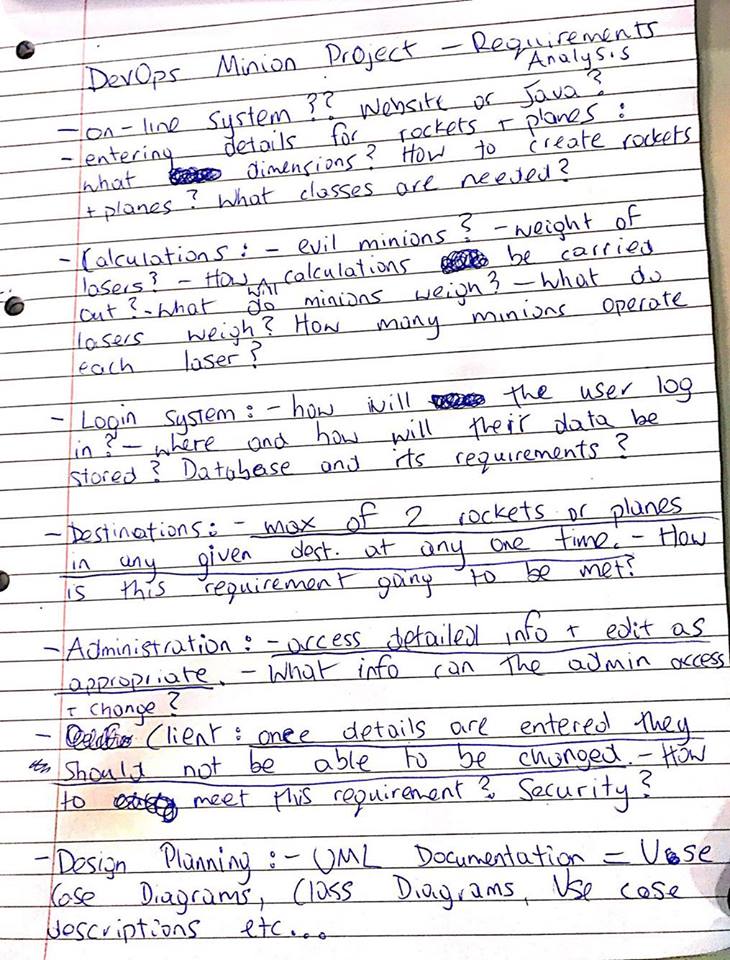 DevOps Minion Project - Requirements
Analysis
- on-line system?? Website or Java?
- entering details for rockets + planes:
what dimensions? How to create rockets
+ planes? What classes are needed?
- Calculations: - evil minions? - weight of
lasers? - How will calculations be carried
out? - what do minions weigh? - what do
lasers weigh? How many minions operate
each laser?
- Login system: - how will the user log
in? - where and how will their data be
stored? Database and its requirements?
- Destinations: - max of 2 rockets or planes
in any given dest. at any one time. - How
is this requirement going to be met?
- Administration: - access detailed info + edit as
appropriate. - What info can the admin access
+ change?
- Client: once details are entered they
should not be able to be changed. - How
to meet this requirement? Security?
- Design Planning: - UML Documentation = Use
Case Diagrams, Class Diagrams, Use case
descriptions etc...